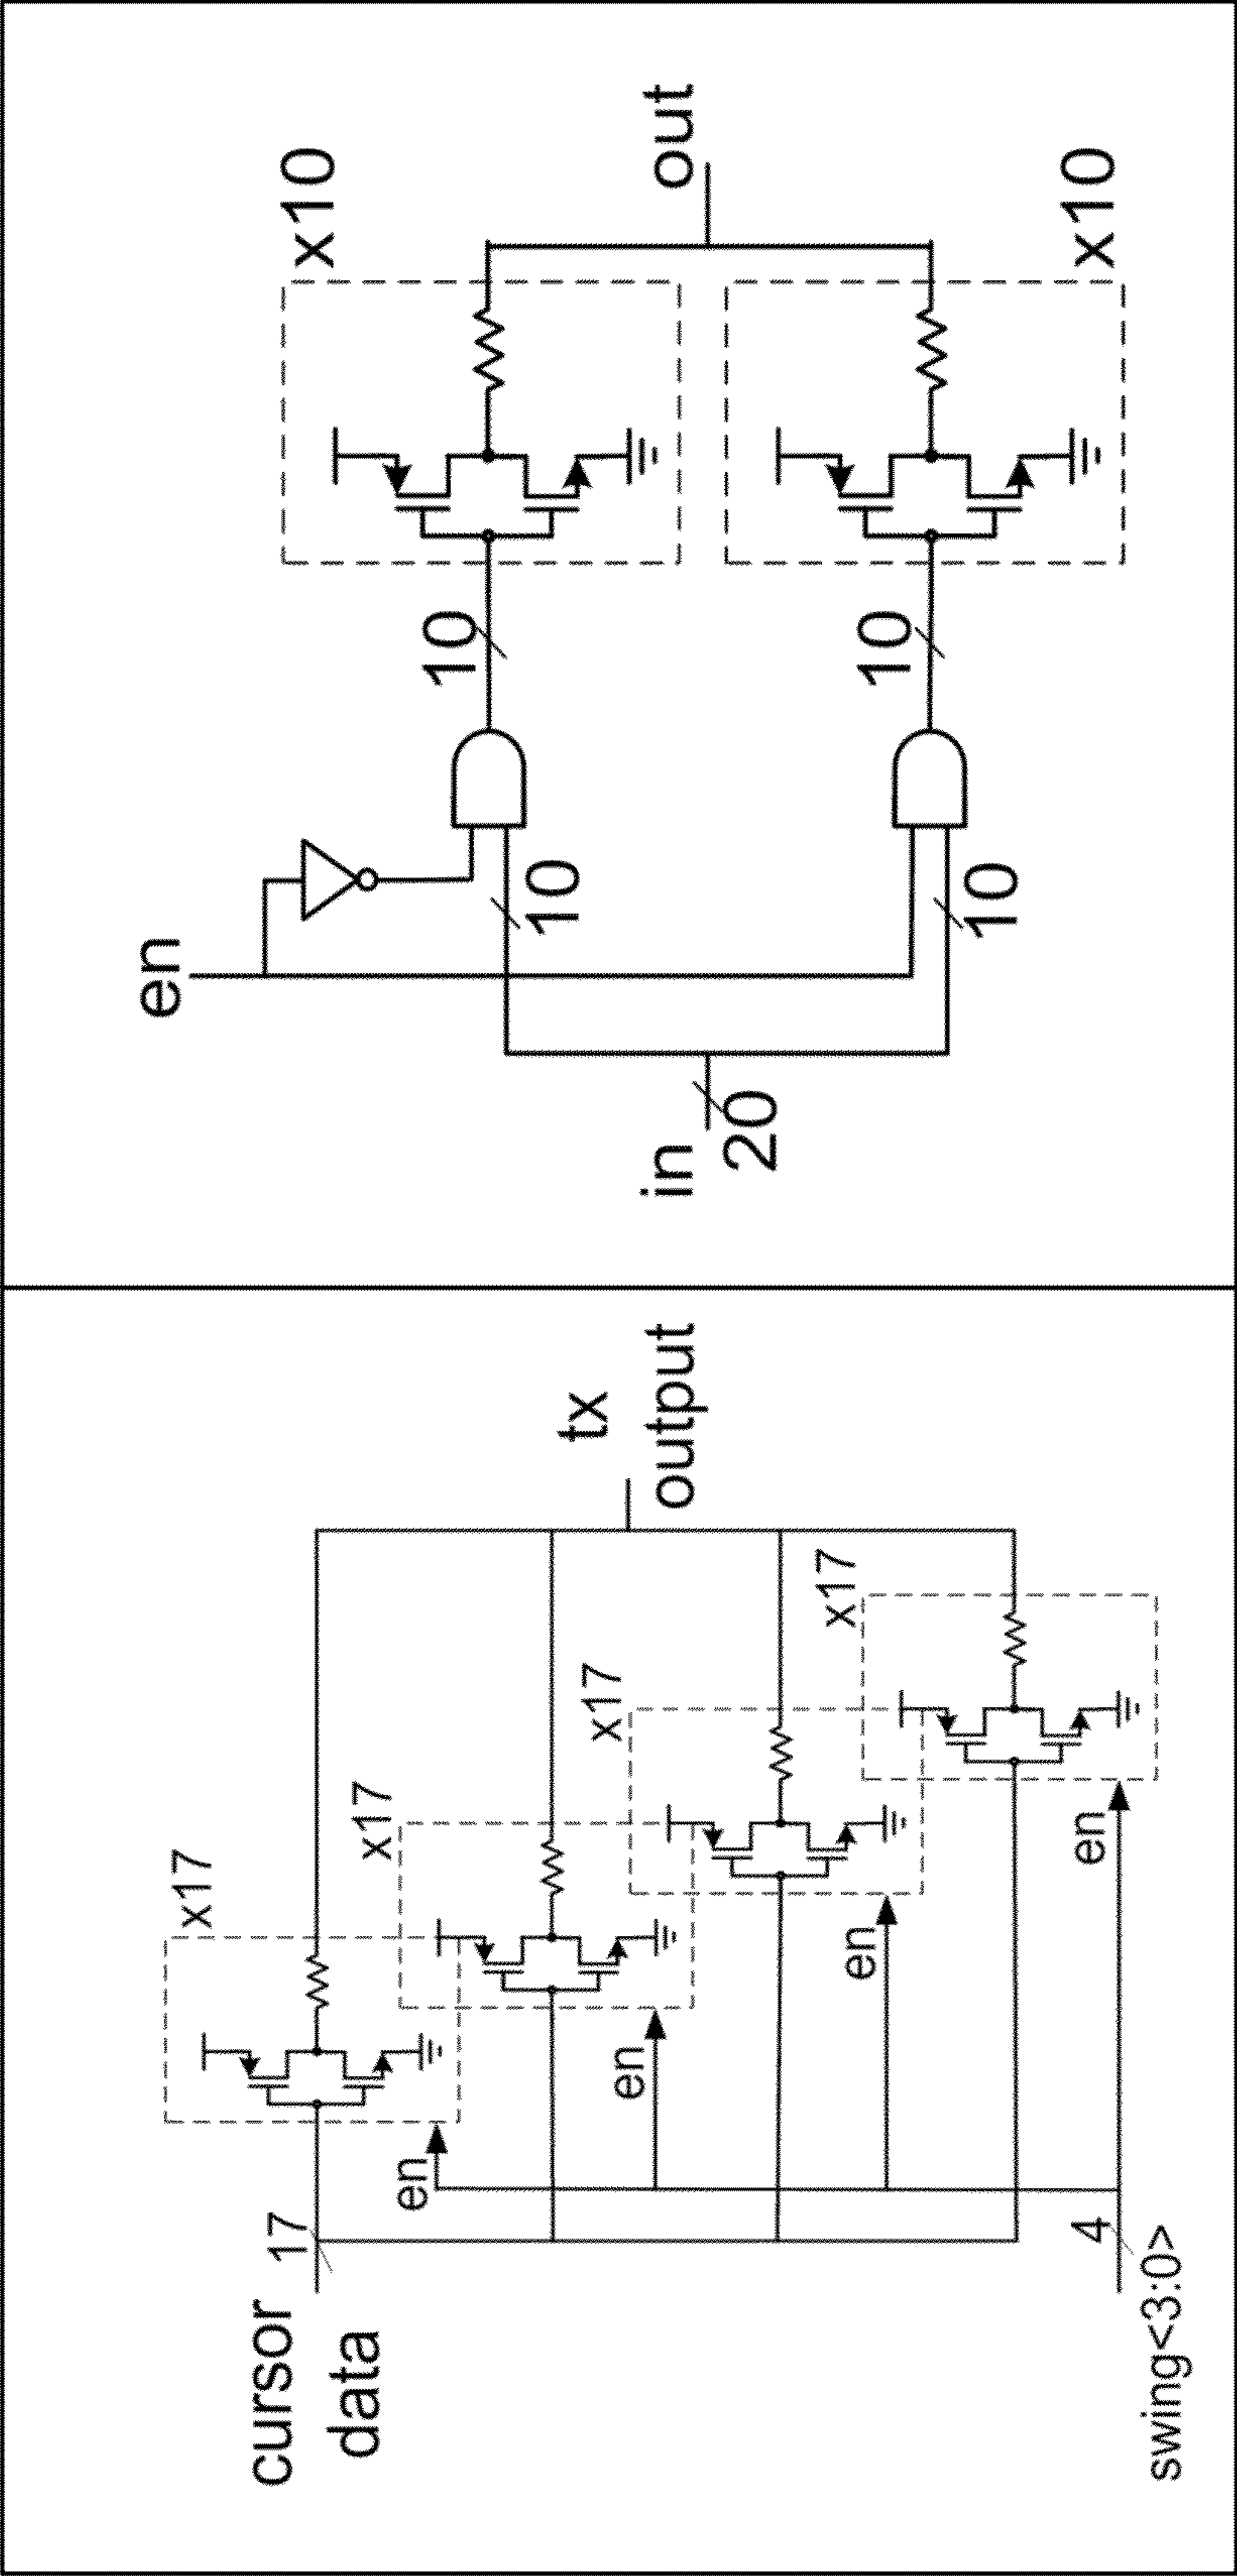 cursor
data
17
x17
x17
x17
x17
en
en
en
en
4
swing<3:0>
tx
output
en
in
20
10
10
10
10
x10
x10
out